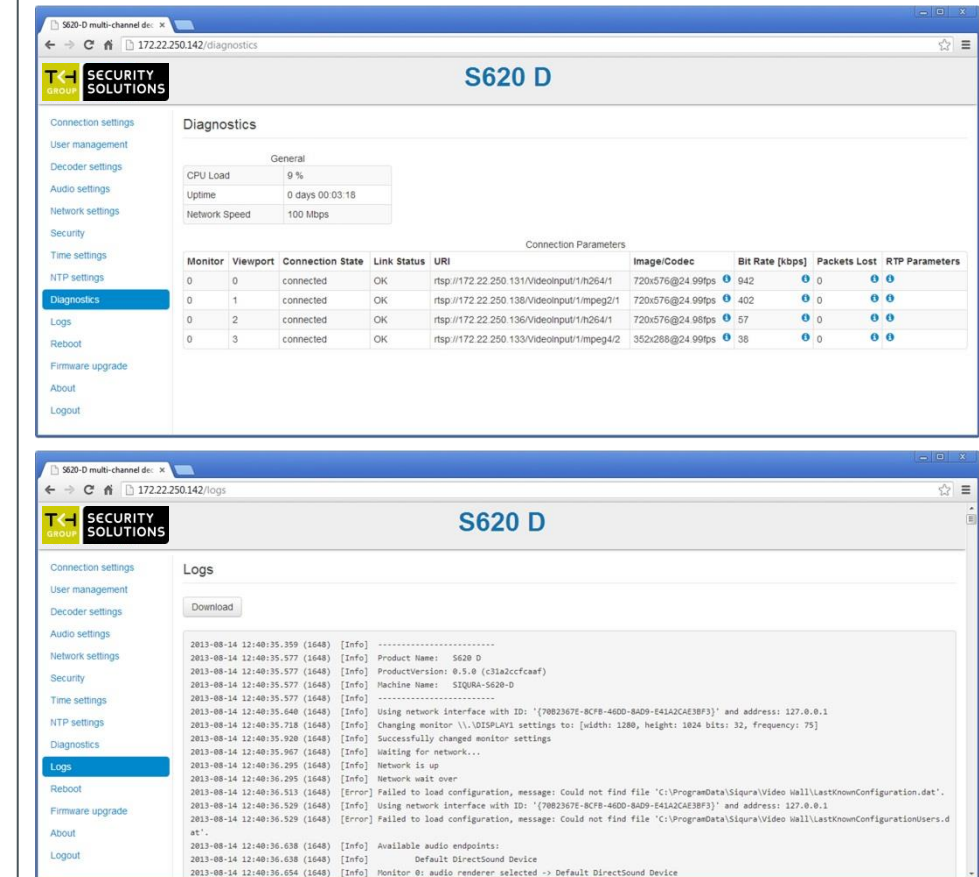 S620-D multi-channel dec
172.22.250.142/diagnostics
TKH GROUP SECURITY SOLUTIONS
S620 D
Connection settings
User management
Decoder settings
Audio settings
Network settings
Security
Time settings
NTP settings
Diagnostics
Logs
Reboot
Firmware upgrade
About
Logout
Diagnostics
General
CPU Load 9 %
Uptime 0 days 00:03:18
Network Speed 100 Mbps
Connection Parameters
Monitor Viewport Connection State Link Status URI Image/Codec Bit Rate [kbps] Packets Lost RTP Parameters
0 0 connected OK rtsp://172.22.250.131/VideoInput/1/h264/1 720x576@24.99fps 942 0
0 1 connected OK rtsp://172.22.250.138/VideoInput/1/mpeg2/1 720x576@24.99fps 402 0
0 2 connected OK rtsp://172.22.250.136/VideoInput/1/h264/1 720x576@24.98fps 57 0
0 3 connected OK rtsp://172.22.250.133/VideoInput/1/mpeg4/2 352x288@24.99fps 38 0
S620-D multi-channel dec
172.22.250.142/logs
TKH GROUP SECURITY SOLUTIONS
S620 D
Connection settings
User management
Decoder settings
Audio settings
Network settings
Security
Time settings
NTP settings
Diagnostics
Logs
Reboot
Firmware upgrade
About
Logout
Logs
Download
2013-08-14 12:40:35.359 (1648) [Info] -------------------------
2013-08-14 12:40:35.577 (1648) [Info] Product Name: S620 D
2013-08-14 12:40:35.577 (1648) [Info] ProductVersion: 0.5.0 (c31a2ccfcaaf)
2013-08-14 12:40:35.577 (1648) [Info] Machine Name: SIQURA-S620-D
2013-08-14 12:40:35.577 (1648) [Info] -------------------------
2013-08-14 12:40:35.640 (1648) [Info] Using network interface with ID: '{7082367E-8CFB-46DD-8AD9-E41A2CAE3BF3}' and address: 127.0.0.1
2013-08-14 12:40:35.718 (1648) [Info] Changing monitor \\.\DISPLAY1 settings to: [width: 1280, height: 1024 bits: 32, frequency: 75]
2013-08-14 12:40:35.920 (1648) [Info] Successfully changed monitor settings
2013-08-14 12:40:35.967 (1648) [Info] Waiting for network...
2013-08-14 12:40:36.295 (1648) [Info] Network is up
2013-08-14 12:40:36.295 (1648) [Info] Network wait over
2013-08-14 12:40:36.513 (1648) [Error] Failed to load configuration, message: Could not find file 'C:\ProgramData\Siqura\Video Wall\LastKnownConfiguration.dat'.
2013-08-14 12:40:36.529 (1648) [Info] Using network interface with ID: '{7082367E-8CFB-46DD-8AD9-E41A2CAE3BF3}' and address: 127.0.0.1
2013-08-14 12:40:36.529 (1648) [Error] Failed to load configuration, message: Could not find file 'C:\ProgramData\Siqura\Video Wall\LastKnownConfigurationUsers.d
at'.
2013-08-14 12:40:36.638 (1648) [Info] Available audio endpoints:
2013-08-14 12:40:36.638 (1648) [Info] Default DirectSound Device
2013-08-14 12:40:36.654 (1648) [Info] Monitor 0: audio renderer selected -> Default DirectSound Device